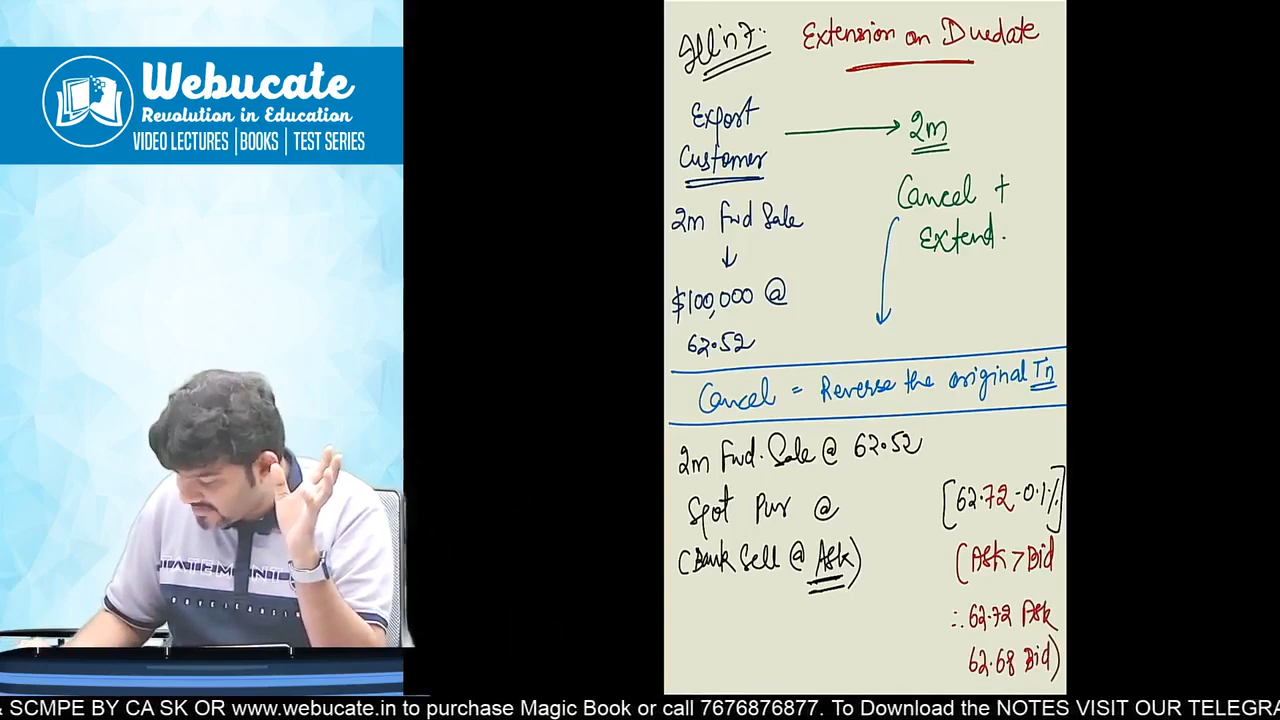 Webucate
Revolution in Education
VIDEO LECTURES | BOOKS | TEST SERIES
Ill'n 7:
Extension on Duedate
Export
Customer
2m
Cancel +
Extend.
2m Fwd Sale
$100,000 @
62.52
Cancel = Reverse the original Tn
2m Fwd. Sale @ 62.52
Spot Pur @
[62.72-0.1%]
(Bank Sell @ Ask)
(Ask > Bid
∴ 62.72 Ask
62.68 Bid)
STATEMENT
& SCMPE BY CA SK OR www.webucate.in to purchase Magic Book or call 7676876877. To Download the NOTES VISIT OUR TELEGRA